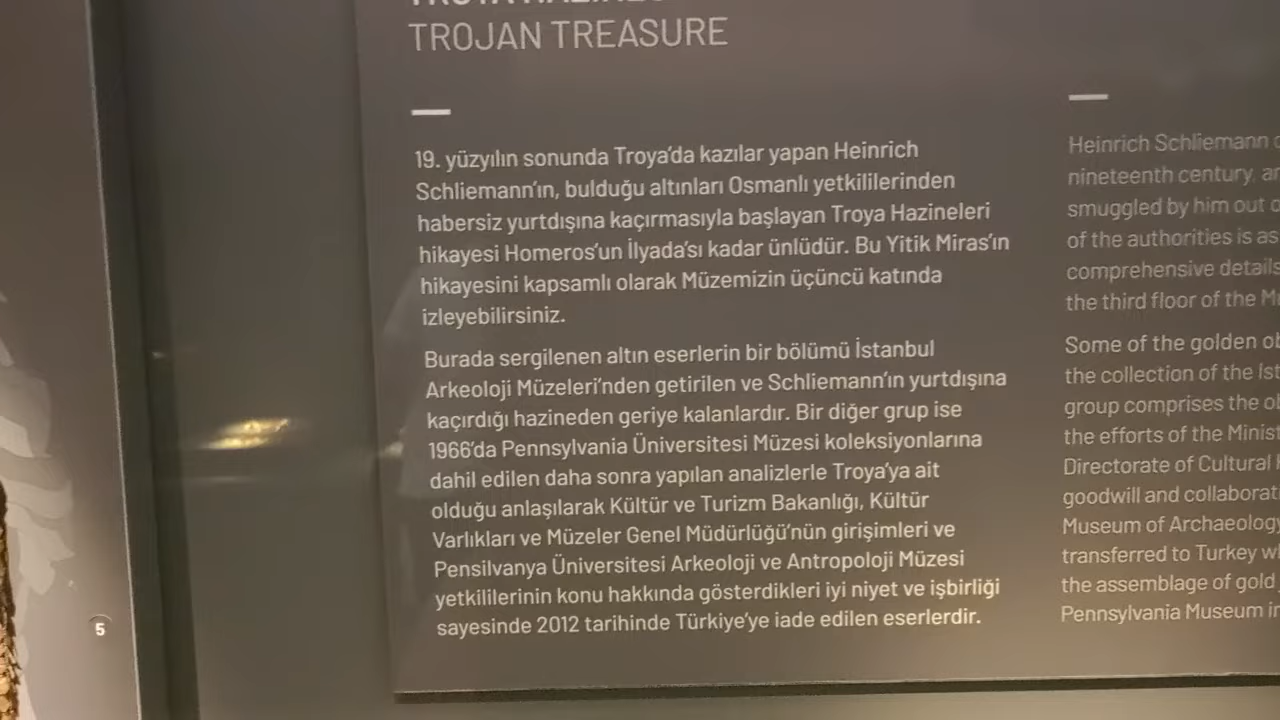 TROJAN TREASURE
19. yüzyılın sonunda Troya'da kazılar yapan Heinrich
Schliemann'ın, bulduğu altınları Osmanlı yetkililerinden
habersiz yurtdışına kaçırmasıyla başlayan Troya Hazineleri
hikayesi Homeros'un İlyada'sı kadar ünlüdür. Bu Yitik Miras'ın
hikayesini kapsamlı olarak Müzemizin üçüncü katında
izleyebilirsiniz.
Burada sergilenen altın eserlerin bir bölümü İstanbul
Arkeoloji Müzeleri'nden getirilen ve Schliemann'ın yurtdışına
kaçırdığı hazineden geriye kalanlardır. Bir diğer grup ise
1966'da Pennsylvania Üniversitesi Müzesi koleksiyonlarına
dahil edilen daha sonra yapılan analizlerle Troya'ya ait
olduğu anlaşılarak Kültür ve Turizm Bakanlığı, Kültür
Varlıkları ve Müzeler Genel Müdürlüğü'nün girişimleri ve
Pensilvanya Üniversitesi Arkeoloji ve Antropoloji Müzesi
yetkililerinin konu hakkında gösterdikleri iyi niyet ve işbirliği
sayesinde 2012 tarihinde Türkiye'ye iade edilen eserlerdir.
Heinrich Schliemann
nineteenth century,
smuggled by him out
of the authorities is as
comprehensive details
the third floor of the
Some of the golden
the collection of the
group comprises the
the efforts of the
Directorate of Cultural
goodwill and
Museum of Archaeology
transferred to Turkey
the assemblage of gold
Pennsylvania Museum
5